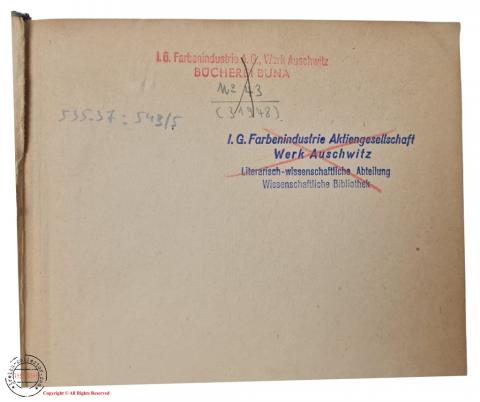 I. G. Farbenindustrie A. G., Werk Auschwitz
BÜCHEREI BUNA
Nº 43
(31948)
535.37 : 543/5
I. G. Farbenindustrie Aktiengesellschaft
Werk Auschwitz
Literarisch-wissenschaftliche Abteilung
Wissenschaftliche Bibliothek
Copyright © All Rights Reserved